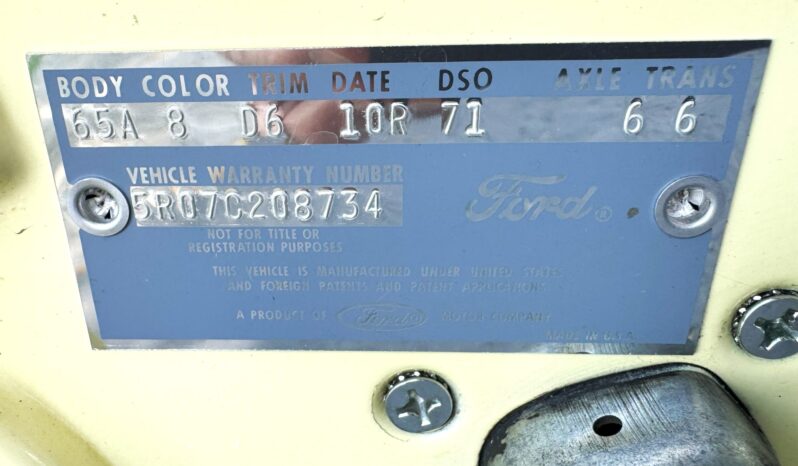 BODY COLOR TRIM DATE DSO AXLE TRANS
65A 8 D6 10R 71 6 6
VEHICLE WARRANTY NUMBER
5R07C208734
Ford ®
NOT FOR TITLE OR
REGISTRATION PURPOSES
THIS VEHICLE IS MANUFACTURED UNDER UNITED STATES
AND FOREIGN PATENTS AND PATENT APPLICATIONS
A PRODUCT OF Ford MOTOR COMPANY
MADE IN U.S.A.